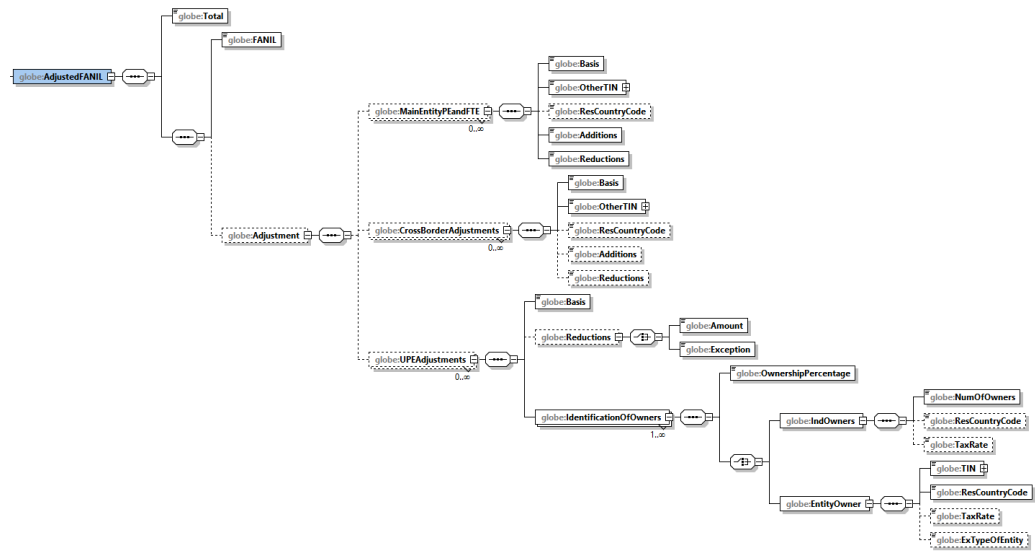 globe:Total
globe:FANIL
globe:AdjustedFANIL
globe:Basis
globe:OtherTIN
globe:MainEntityPEandFTE
globe:ResCountryCode
0..∞
globe:Additions
globe:Reductions
globe:Basis
globe:OtherTIN
globe:Adjustment
globe:CrossBorderAdjustments
globe:ResCountryCode
0..∞
globe:Additions
globe:Reductions
globe:Basis
globe:Amount
globe:Reductions
globe:Exception
globe:UPEAdjustments
0..∞
globe:OwnershipPercentage
globe:IdentificationOfOwners
1..∞
globe:NumOfOwners
globe:IndOwners
globe:ResCountryCode
globe:TaxRate
globe:TIN
globe:ResCountryCode
globe:EntityOwner
globe:TaxRate
globe:ExTypeOfEntity